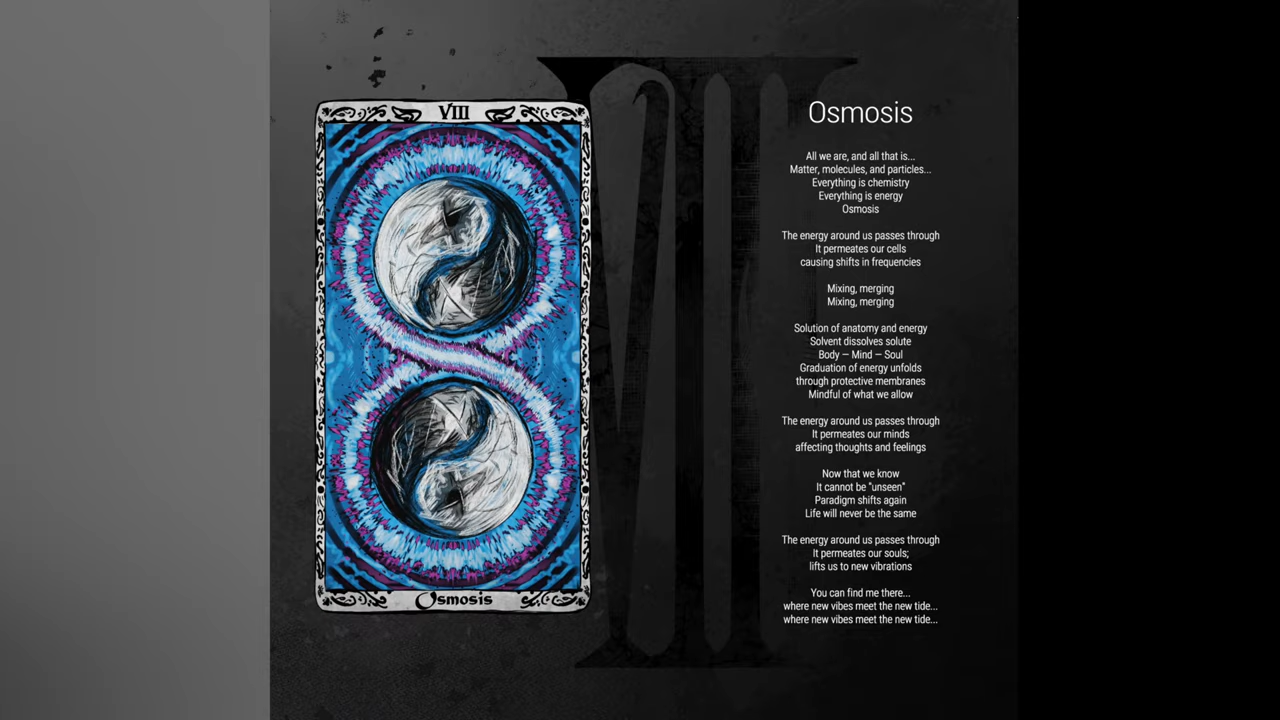 VIII
Osmosis
VIII
Osmosis
All we are, and all that is...
Matter, molecules, and particles...
Everything is chemistry
Everything is energy
Osmosis
The energy around us passes through
It permeates our cells
causing shifts in frequencies
Mixing, merging
Mixing, merging
Solution of anatomy and energy
Solvent dissolves solute
Body — Mind — Soul
Graduation of energy unfolds
through protective membranes
Mindful of what we allow
The energy around us passes through
It permeates our minds
affecting thoughts and feelings
Now that we know
It cannot be "unseen"
Paradigm shifts again
Life will never be the same
The energy around us passes through
It permeates our souls;
lifts us to new vibrations
You can find me there...
where new vibes meet the new tide...
where new vibes meet the new tide...
Osmosis